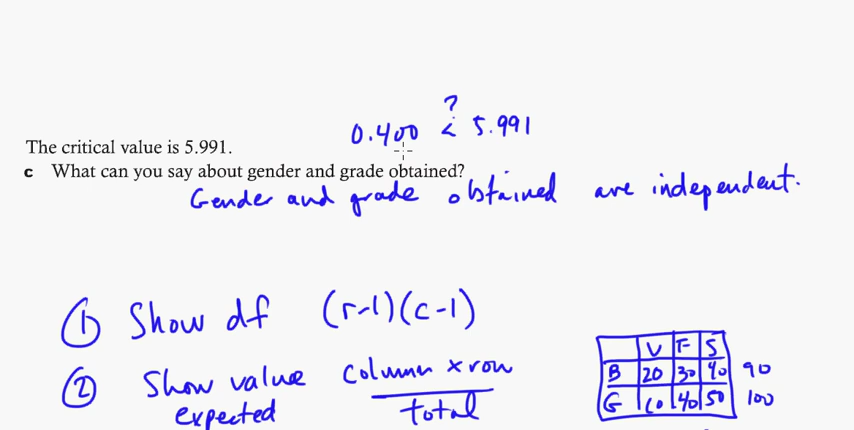 ?
0.400 < 5.991
The critical value is 5.991.
c What can you say about gender and grade obtained?
Gender and grade obtained are independent.
① Show df (r-1)(c-1)
V F S
② Show value column x row
B 20 30 40 90
expected total
G 10 40 50 100